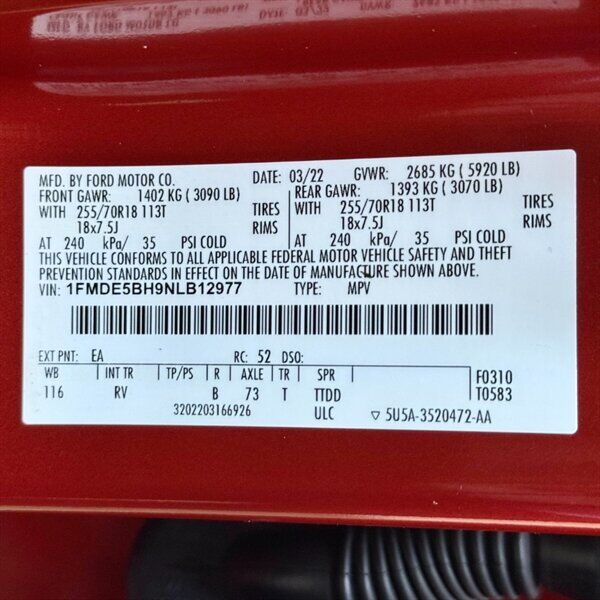 MFD. BY FORD MOTOR CO. DATE: 03/22 GVWR: 2685 KG ( 5920 LB)
FRONT GAWR: 1402 KG ( 3090 LB) REAR GAWR: 1393 KG ( 3070 LB)
WITH 255/70R18 113T TIRES WITH 255/70R18 113T TIRES
18x7.5J RIMS 18x7.5J RIMS
AT 240 kPa/ 35 PSI COLD AT 240 kPa/ 35 PSI COLD
THIS VEHICLE CONFORMS TO ALL APPLICABLE FEDERAL MOTOR VEHICLE SAFETY AND THEFT
PREVENTION STANDARDS IN EFFECT ON THE DATE OF MANUFACTURE SHOWN ABOVE.
VIN: 1FMDE5BH9NLB12977 TYPE: MPV
EXT PNT: EA RC: 52 DSO:
WB INT TR TP/PS R AXLE TR SPR F0310
116 RV B 73 T TTDD T0583
3202203166926 ULC ▽ 5U5A-3520472-AA